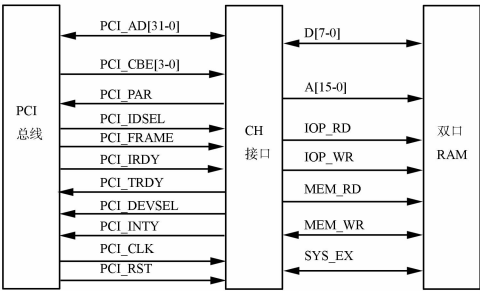 PCI_AD[31-0]
PCI_CBE[3-0]
PCI_PAR
PCI_IDSEL
PCI_FRAME
PCI_IRDY
PCI_TRDY
PCI_DEVSEL
PCI_INTY
PCI_CLK
PCI_RST
PCI
总线
CH
接口
D[7-0]
A[15-0]
IOP_RD
IOP_WR
MEM_RD
MEM_WR
SYS_EX
双口
RAM